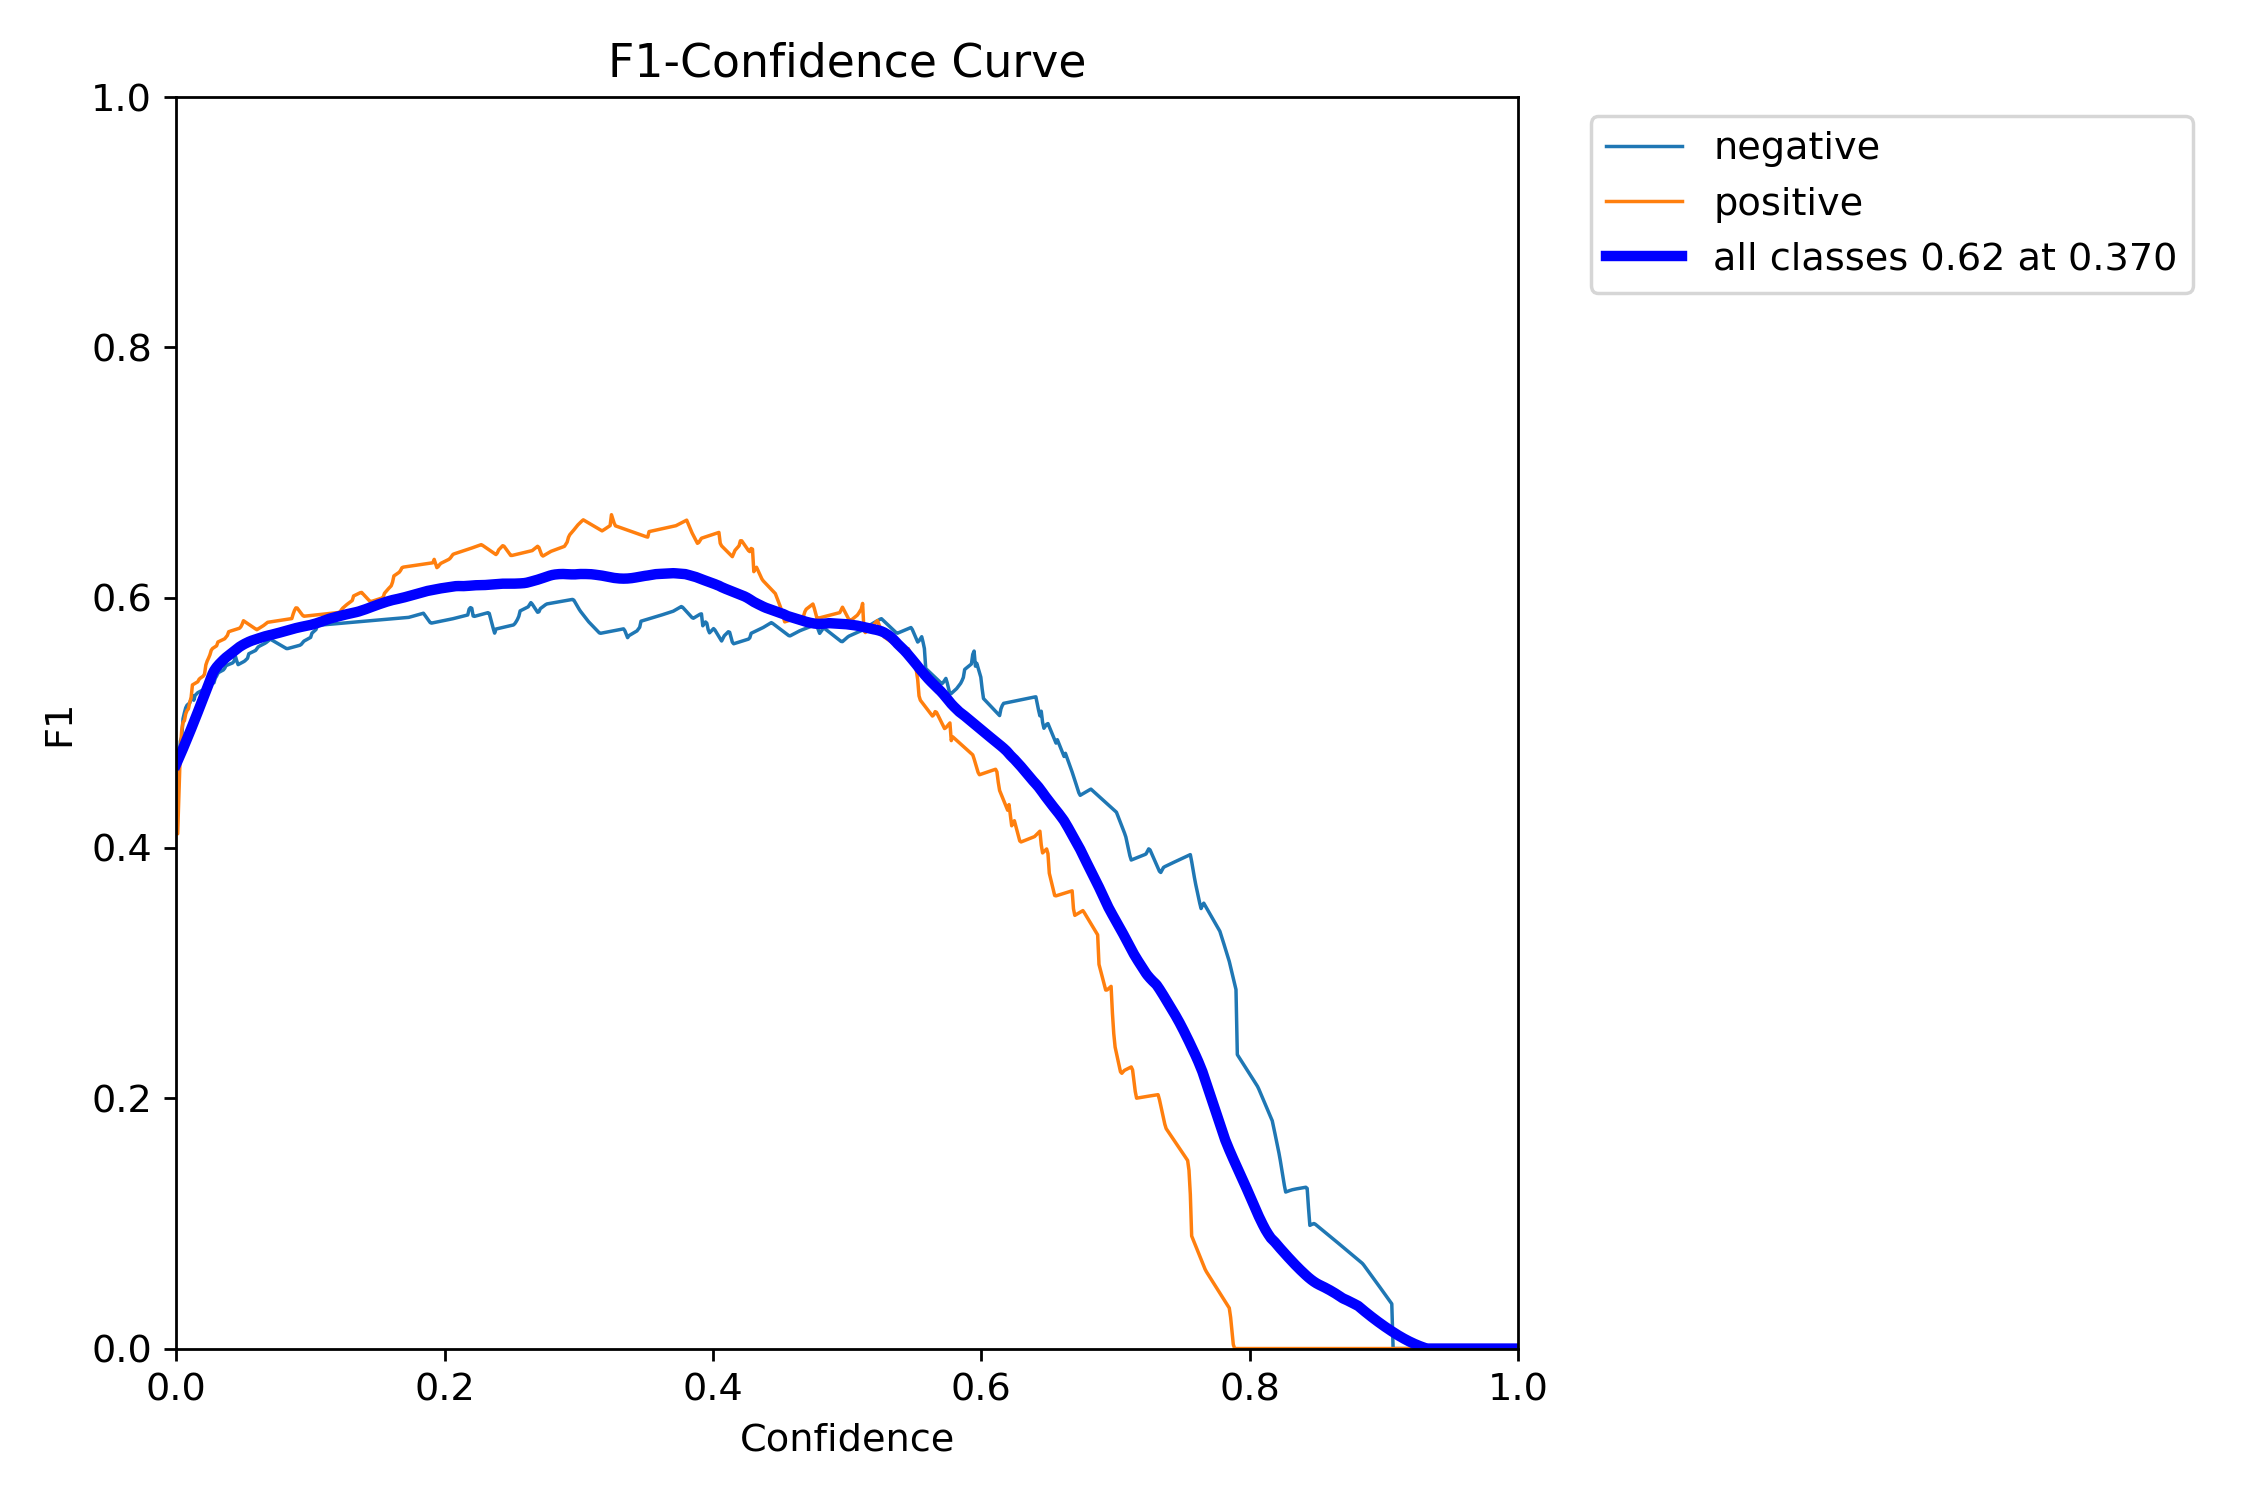 F1-Confidence Curve
1.0
0.8
0.6
0.4
0.2
0.0
F1
0.0 0.2 0.4 0.6 0.8 1.0
Confidence
negative
positive
all classes 0.62 at 0.370